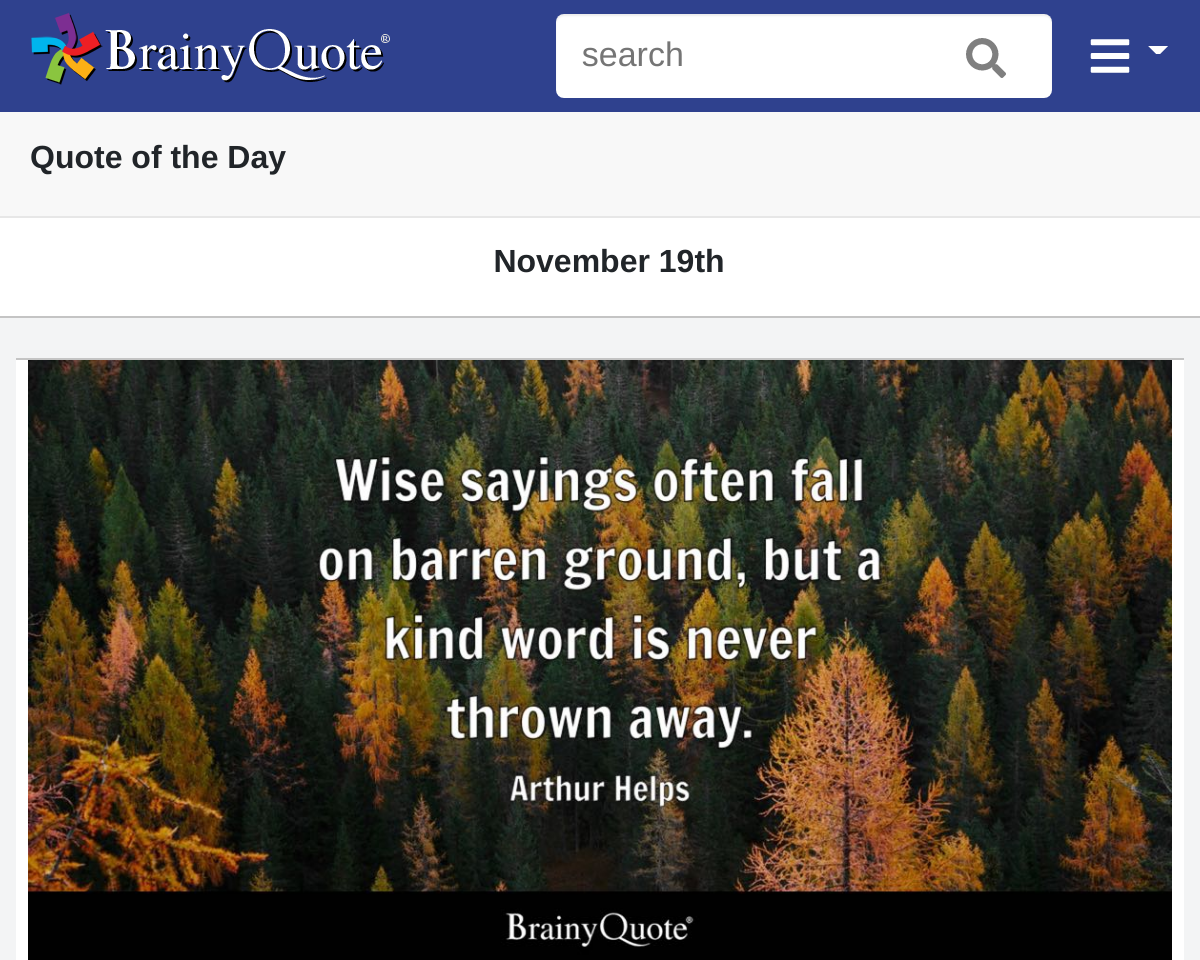 BrainyQuote®
search
Quote of the Day
November 19th
Wise sayings often fall
on barren ground, but a
kind word is never
thrown away.
Arthur Helps
BrainyQuote®